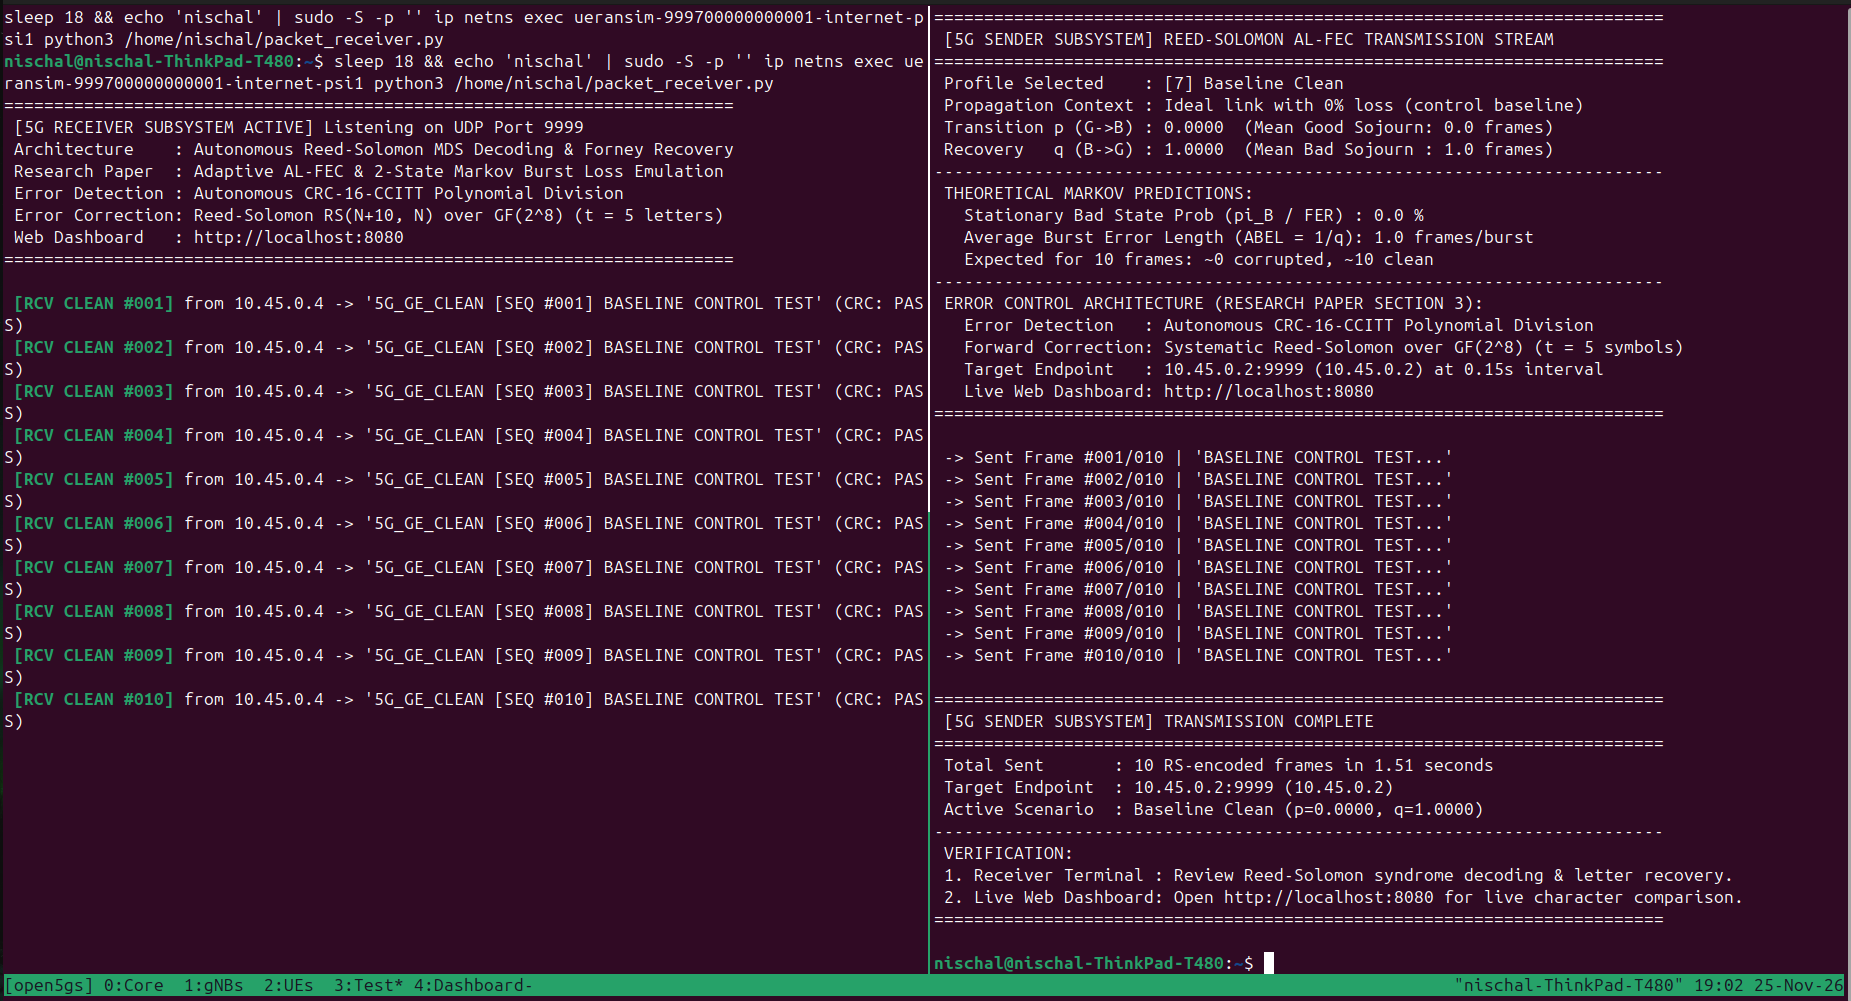 sleep 18 && echo 'nischal' | sudo -S -p '' ip netns exec ueransim-999700000000001-internet-p
si1 python3 /home/nischal/packet_receiver.py
nischal@nischal-ThinkPad-T480:~$ sleep 18 && echo 'nischal' | sudo -S -p '' ip netns exec ue
ransim-999700000000001-internet-psi1 python3 /home/nischal/packet_receiver.py
=========================================================================
[5G RECEIVER SUBSYSTEM ACTIVE] Listening on UDP Port 9999
Architecture    : Autonomous Reed-Solomon MDS Decoding & Forney Recovery
Research Paper  : Adaptive AL-FEC & 2-State Markov Burst Loss Emulation
Error Detection : Autonomous CRC-16-CCITT Polynomial Division
Error Correction: Reed-Solomon RS(N+10, N) over GF(2^8) (t = 5 letters)
Web Dashboard   : http://localhost:8080
=========================================================================
[RCV CLEAN #001] from 10.45.0.4 -> '5G_GE_CLEAN [SEQ #001] BASELINE CONTROL TEST' (CRC: PAS
S)
[RCV CLEAN #002] from 10.45.0.4 -> '5G_GE_CLEAN [SEQ #002] BASELINE CONTROL TEST' (CRC: PAS
S)
[RCV CLEAN #003] from 10.45.0.4 -> '5G_GE_CLEAN [SEQ #003] BASELINE CONTROL TEST' (CRC: PAS
S)
[RCV CLEAN #004] from 10.45.0.4 -> '5G_GE_CLEAN [SEQ #004] BASELINE CONTROL TEST' (CRC: PAS
S)
[RCV CLEAN #005] from 10.45.0.4 -> '5G_GE_CLEAN [SEQ #005] BASELINE CONTROL TEST' (CRC: PAS
S)
[RCV CLEAN #006] from 10.45.0.4 -> '5G_GE_CLEAN [SEQ #006] BASELINE CONTROL TEST' (CRC: PAS
S)
[RCV CLEAN #007] from 10.45.0.4 -> '5G_GE_CLEAN [SEQ #007] BASELINE CONTROL TEST' (CRC: PAS
S)
[RCV CLEAN #008] from 10.45.0.4 -> '5G_GE_CLEAN [SEQ #008] BASELINE CONTROL TEST' (CRC: PAS
S)
[RCV CLEAN #009] from 10.45.0.4 -> '5G_GE_CLEAN [SEQ #009] BASELINE CONTROL TEST' (CRC: PAS
S)
[RCV CLEAN #010] from 10.45.0.4 -> '5G_GE_CLEAN [SEQ #010] BASELINE CONTROL TEST' (CRC: PAS
S)
=========================================================================
[5G SENDER SUBSYSTEM] REED-SOLOMON AL-FEC TRANSMISSION STREAM
=========================================================================
Profile Selected    : [7] Baseline Clean
Propagation Context : Ideal link with 0% loss (control baseline)
Transition p (G->B) : 0.0000  (Mean Good Sojourn: 0.0 frames)
Recovery   q (B->G) : 1.0000  (Mean Bad Sojourn : 1.0 frames)
-------------------------------------------------------------------------
THEORETICAL MARKOV PREDICTIONS:
Stationary Bad State Prob (pi_B / FER) : 0.0 %
Average Burst Error Length (ABEL = 1/q): 1.0 frames/burst
Expected for 10 frames: ~0 corrupted, ~10 clean
-------------------------------------------------------------------------
ERROR CONTROL ARCHITECTURE (RESEARCH PAPER SECTION 3):
Error Detection   : Autonomous CRC-16-CCITT Polynomial Division
Forward Correction: Systematic Reed-Solomon over GF(2^8) (t = 5 symbols)
Target Endpoint   : 10.45.0.2:9999 (10.45.0.2) at 0.15s interval
Live Web Dashboard: http://localhost:8080
=========================================================================
-> Sent Frame #001/010 | 'BASELINE CONTROL TEST...'
-> Sent Frame #002/010 | 'BASELINE CONTROL TEST...'
-> Sent Frame #003/010 | 'BASELINE CONTROL TEST...'
-> Sent Frame #004/010 | 'BASELINE CONTROL TEST...'
-> Sent Frame #005/010 | 'BASELINE CONTROL TEST...'
-> Sent Frame #006/010 | 'BASELINE CONTROL TEST...'
-> Sent Frame #007/010 | 'BASELINE CONTROL TEST...'
-> Sent Frame #008/010 | 'BASELINE CONTROL TEST...'
-> Sent Frame #009/010 | 'BASELINE CONTROL TEST...'
-> Sent Frame #010/010 | 'BASELINE CONTROL TEST...'
=========================================================================
[5G SENDER SUBSYSTEM] TRANSMISSION COMPLETE
=========================================================================
Total Sent       : 10 RS-encoded frames in 1.51 seconds
Target Endpoint  : 10.45.0.2:9999 (10.45.0.2)
Active Scenario  : Baseline Clean (p=0.0000, q=1.0000)
-------------------------------------------------------------------------
VERIFICATION:
1. Receiver Terminal : Review Reed-Solomon syndrome decoding & letter recovery.
2. Live Web Dashboard: Open http://localhost:8080 for live character comparison.
=========================================================================
nischal@nischal-ThinkPad-T480:~$
[open5gs] 0:Core  1:gNBs  2:UEs  3:Test* 4:Dashboard-    "nischal-ThinkPad-T480" 19:02 25-Nov-26